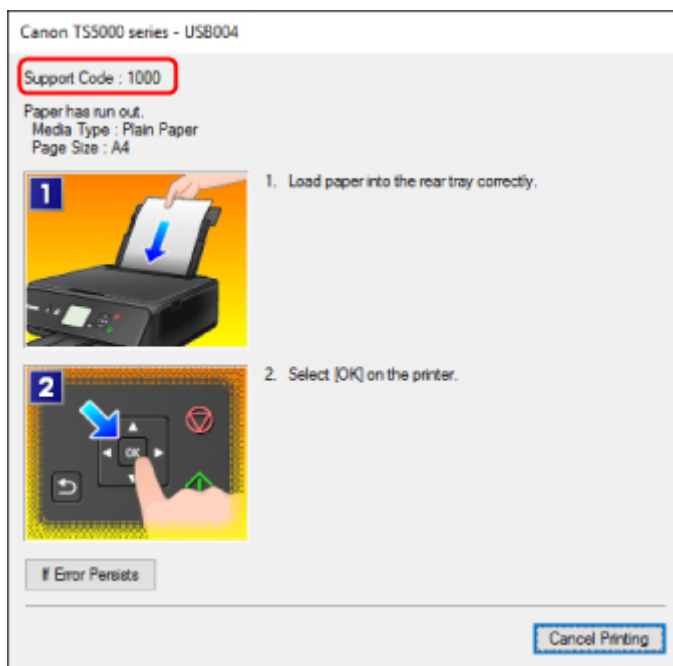 Canon TS5000 series - USB004
Support Code : 1000
Paper has run out.
Media Type : Plain Paper
Page Size : A4
1
1. Load paper into the rear tray correctly.
2
2. Select [OK] on the printer.
OK
If Error Persists
Cancel Printing